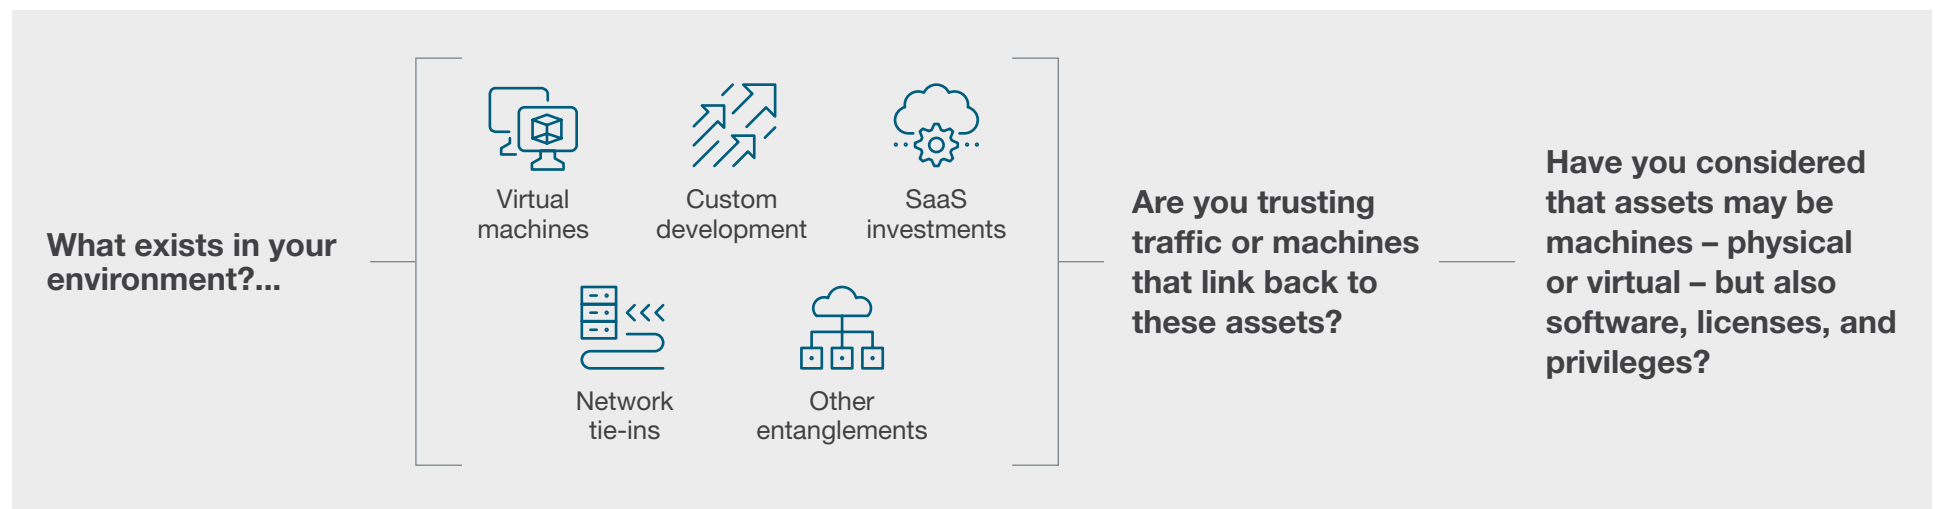 What exists in your
environment?...
Virtual
machines
Custom
development
SaaS
investments
Network
tie-ins
Other
entanglements
Are you trusting
traffic or machines
that link back to
these assets?
Have you considered
that assets may be
machines – physical
or virtual – but also
software, licenses, and
privileges?